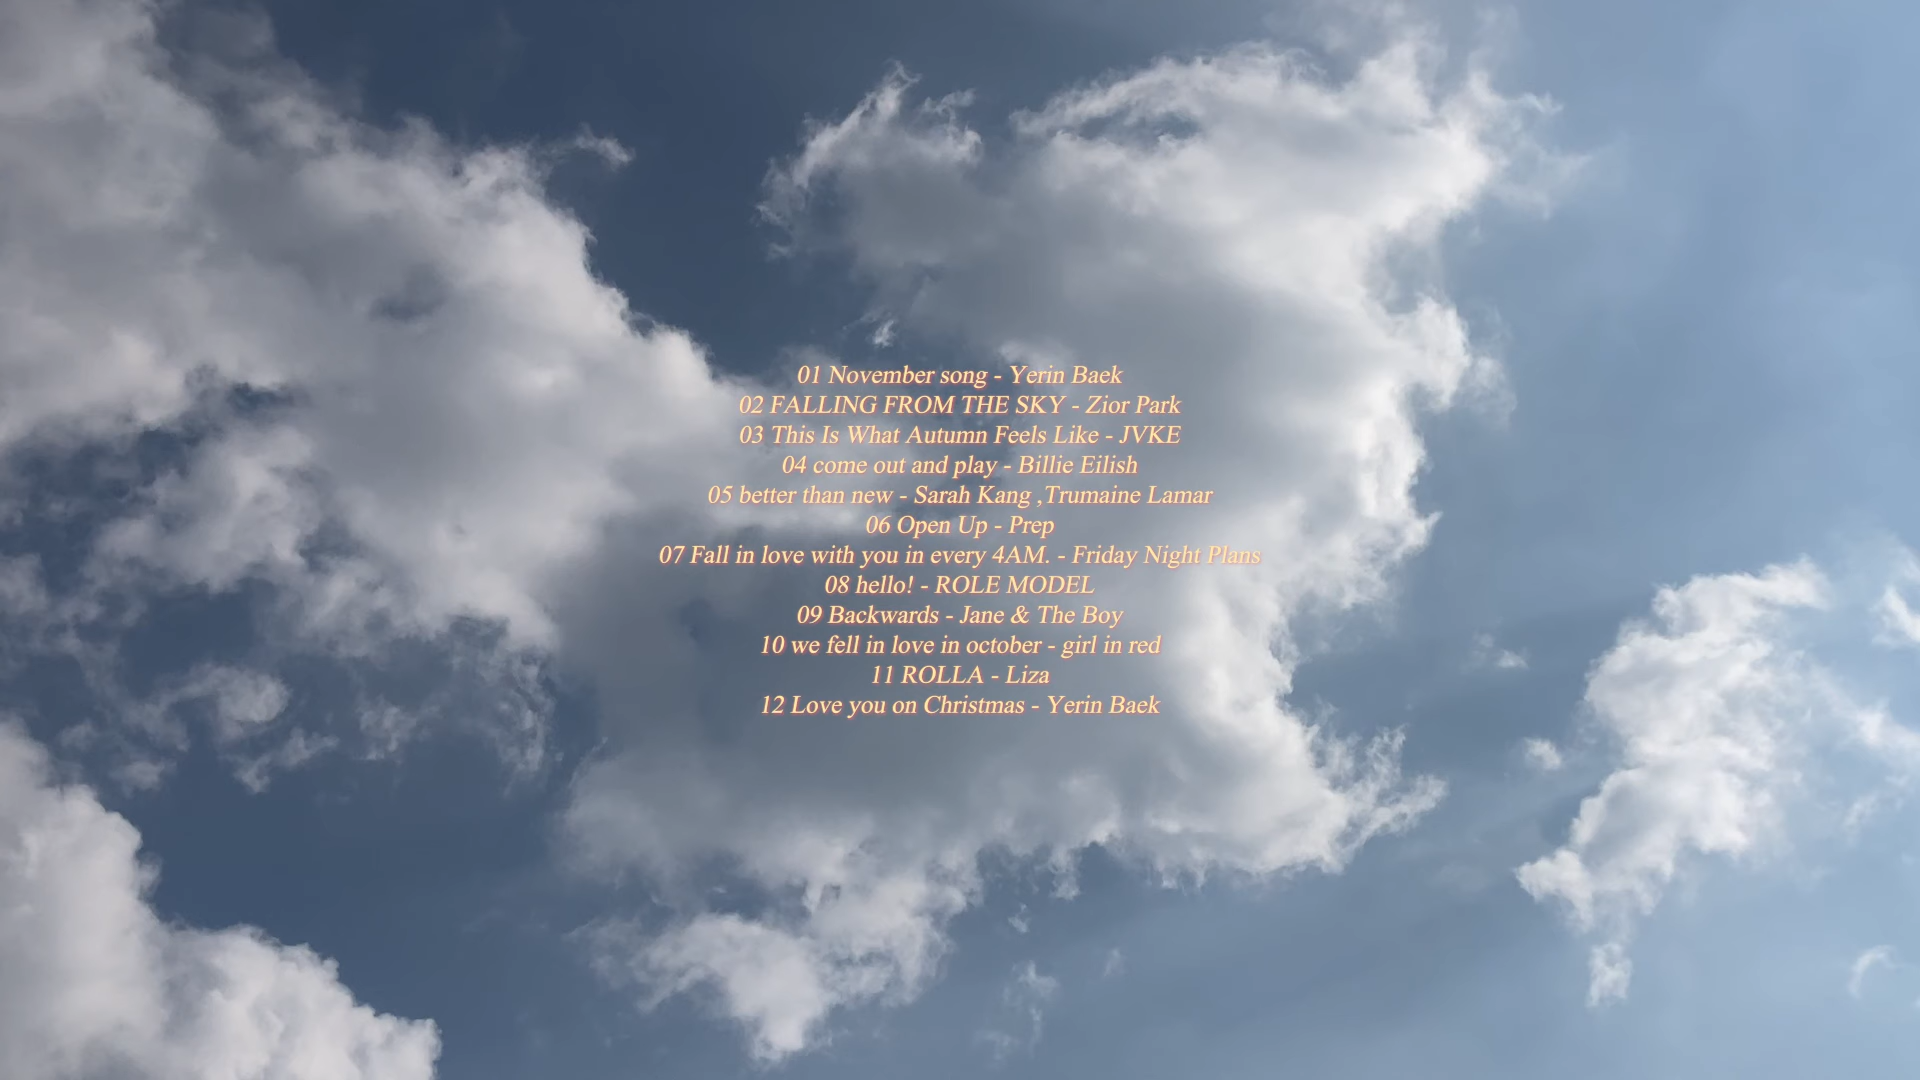 01 November song - Yerin Baek
02 FALLING FROM THE SKY - Zior Park
03 This Is What Autumn Feels Like - JVKE
04 come out and play - Billie Eilish
05 better than new - Sarah Kang ,Trumaine Lamar
06 Open Up - Prep
07 Fall in love with you in every 4AM. - Friday Night Plans
08 hello! - ROLE MODEL
09 Backwards - Jane & The Boy
10 we fell in love in october - girl in red
11 ROLLA - Liza
12 Love you on Christmas - Yerin Baek